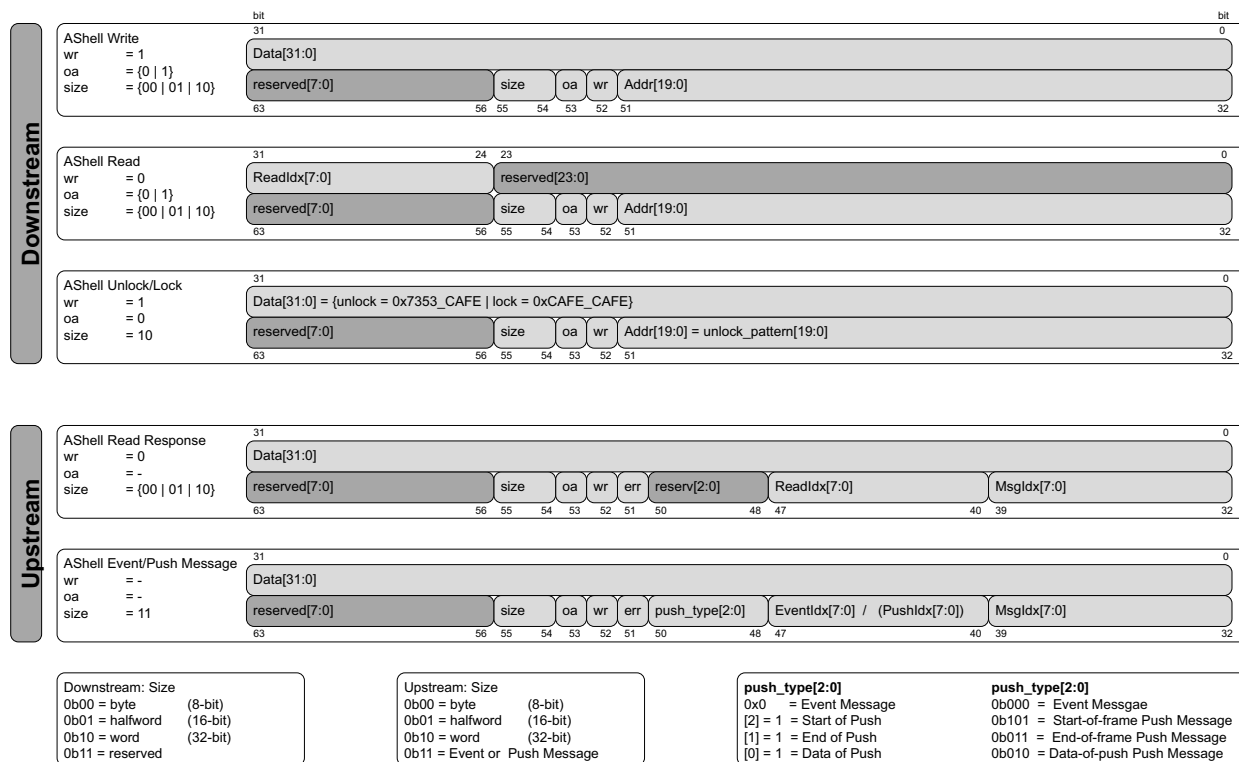 bit bit
Downstream
AShell Write
wr = 1
oa = {0 | 1}
size = {00 | 01 | 10}
31 0
Data[31:0]
reserved[7:0] size oa wr Addr[19:0]
63 56 55 54 53 52 51 32
AShell Read
wr = 0
oa = {0 | 1}
size = {00 | 01 | 10}
31 24 23 0
ReadIdx[7:0] reserved[23:0]
reserved[7:0] size oa wr Addr[19:0]
63 56 55 54 53 52 51 32
AShell Unlock/Lock
wr = 1
oa = 0
size = 10
31 0
Data[31:0] = {unlock = 0x7353_CAFE | lock = 0xCAFE_CAFE}
reserved[7:0] size oa wr Addr[19:0] = unlock_pattern[19:0]
63 56 55 54 53 52 51 32
Upstream
AShell Read Response
wr = 0
oa = -
size = {00 | 01 | 10}
31 0
Data[31:0]
reserved[7:0] size oa wr err reserv[2:0] ReadIdx[7:0] MsgIdx[7:0]
63 56 55 54 53 52 51 50 48 47 40 39 32
AShell Event/Push Message
wr = -
oa = -
size = 11
31 0
Data[31:0]
reserved[7:0] size oa wr err push_type[2:0] EventIdx[7:0] / (PushIdx[7:0]) MsgIdx[7:0]
63 56 55 54 53 52 51 50 48 47 40 39 32
Downstream: Size
0b00 = byte (8-bit)
0b01 = halfword (16-bit)
0b10 = word (32-bit)
0b11 = reserved
Upstream: Size
0b00 = byte (8-bit)
0b01 = halfword (16-bit)
0b10 = word (32-bit)
0b11 = Event or Push Message
push_type[2:0]
0x0 = Event Message
[2] = 1 = Start of Push
[1] = 1 = End of Push
[0] = 1 = Data of Push
push_type[2:0]
0b000 = Event Messgae
0b101 = Start-of-frame Push Message
0b011 = End-of-frame Push Message
0b010 = Data-of-push Push Message